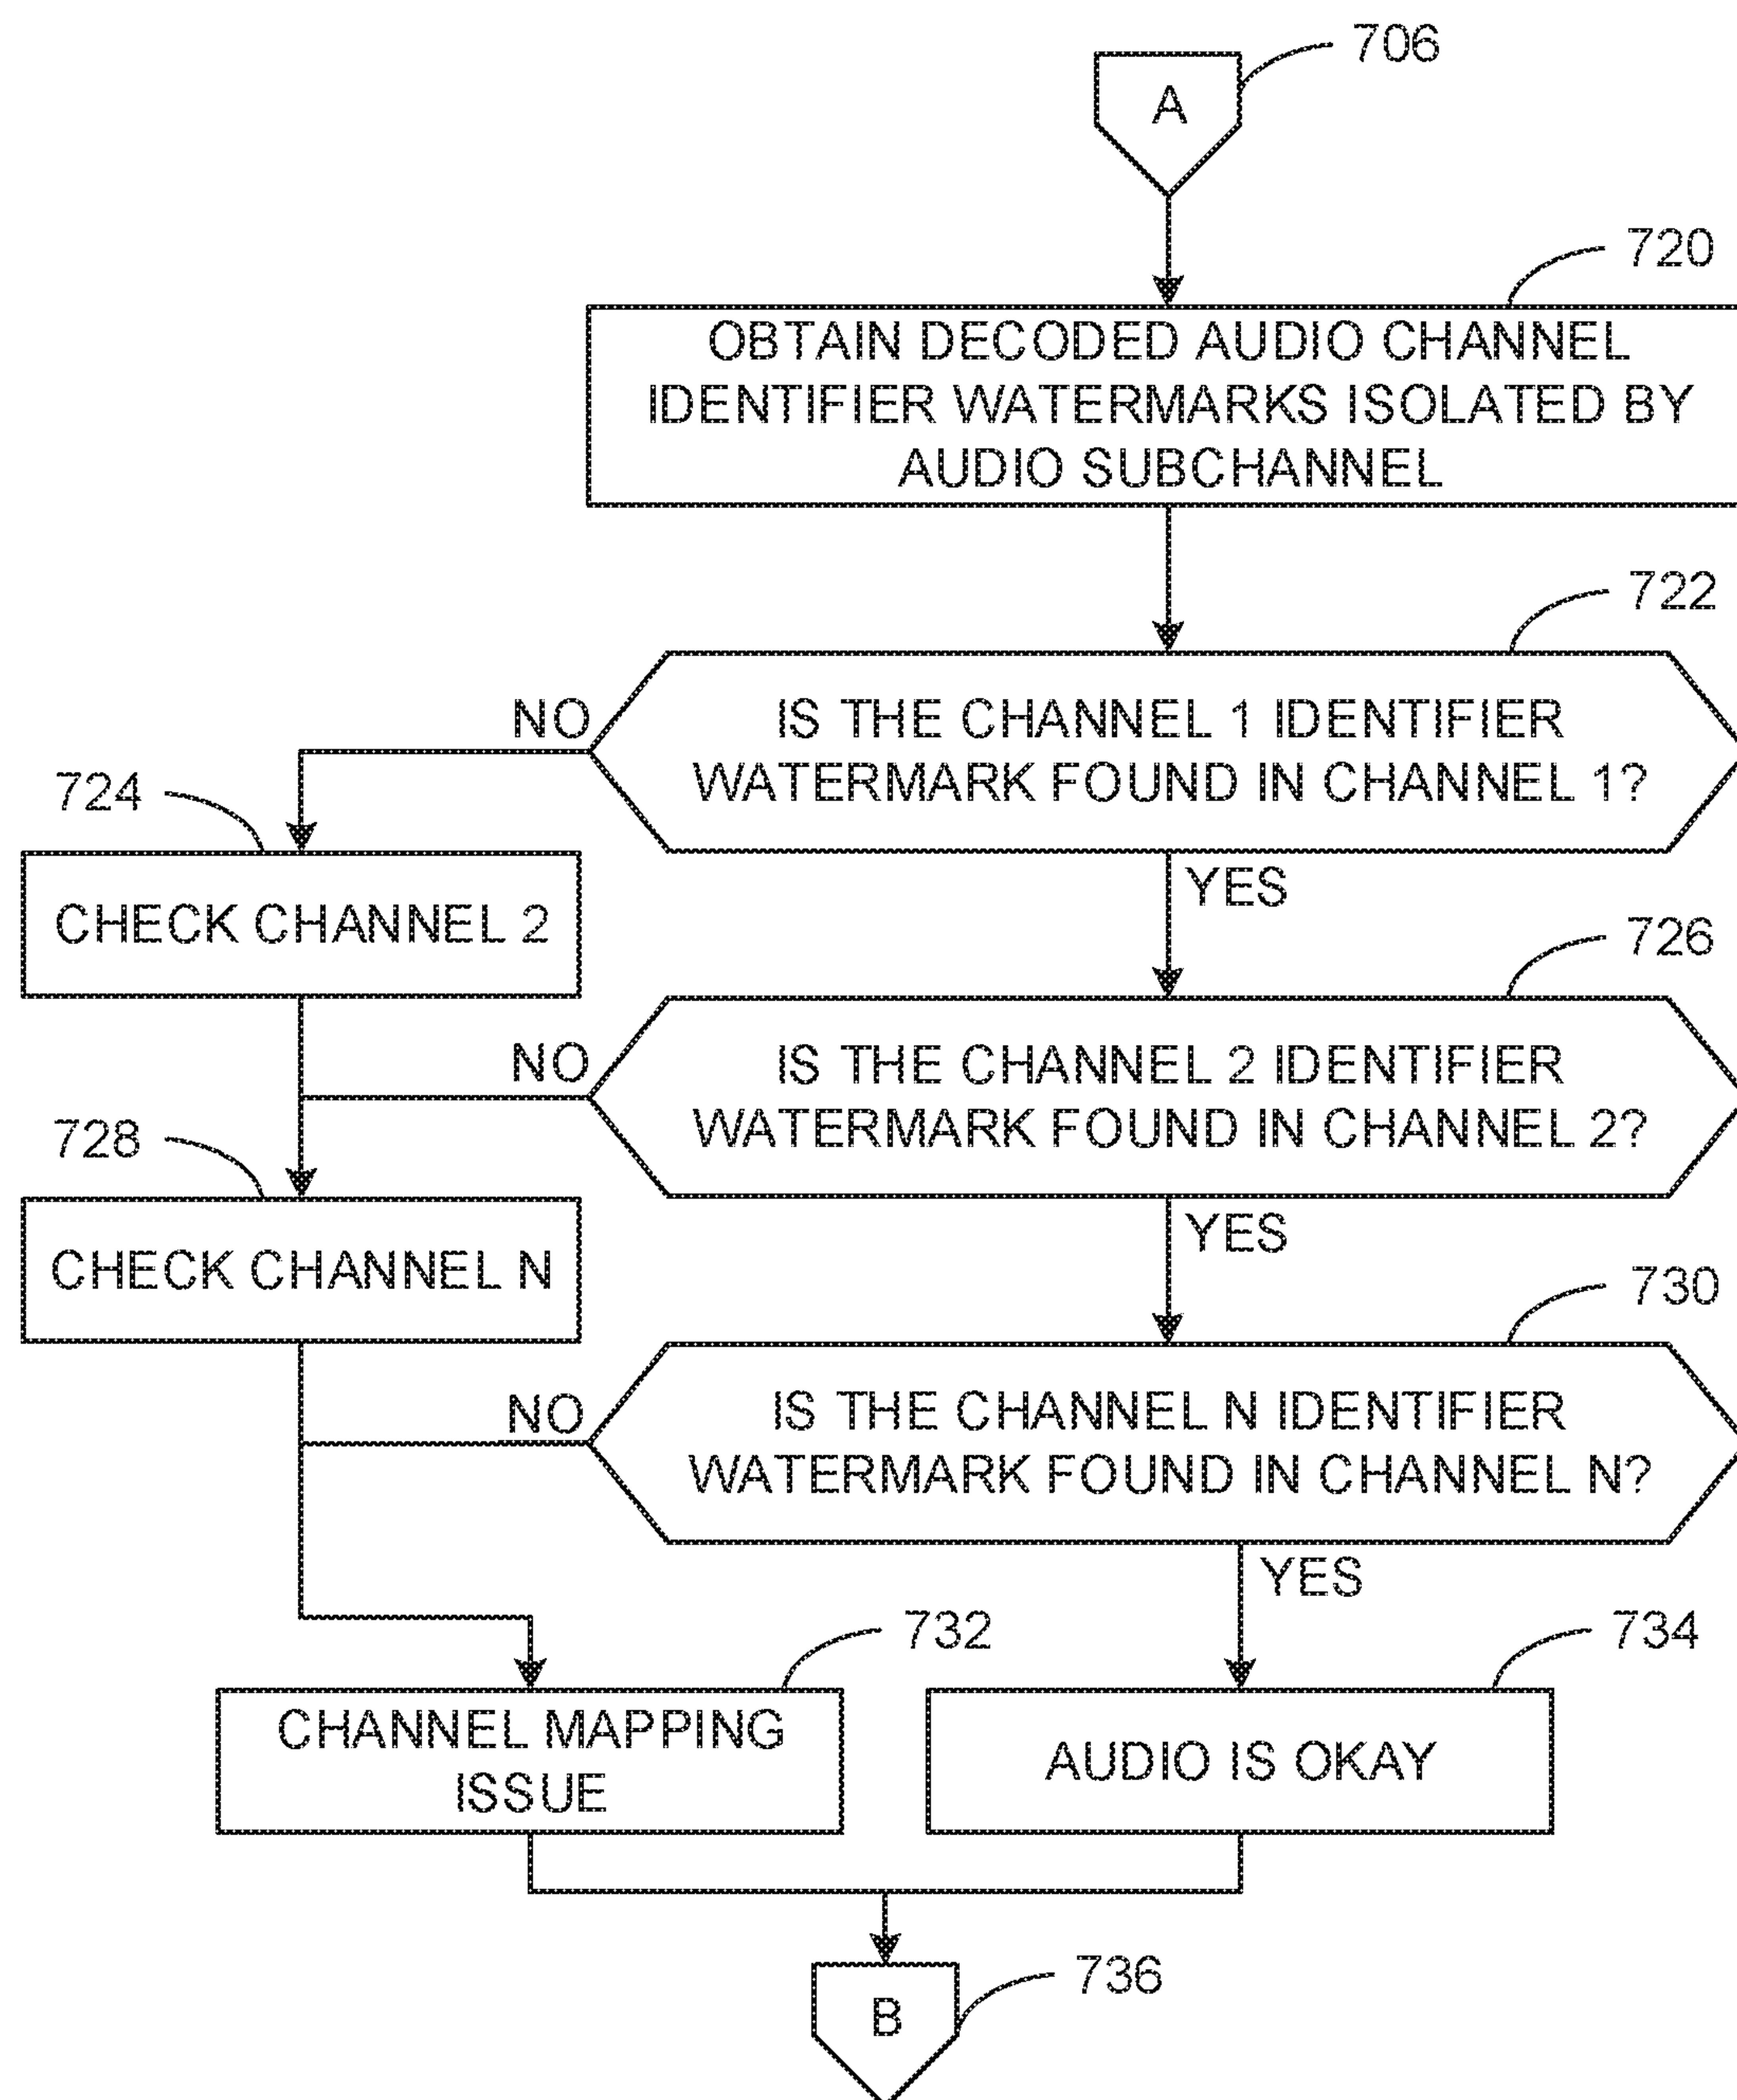 706
A
720
OBTAIN DECODED AUDIO CHANNEL
IDENTIFIER WATERMARKS ISOLATED BY
AUDIO SUBCHANNEL
722
NO
IS THE CHANNEL 1 IDENTIFIER
WATERMARK FOUND IN CHANNEL 1?
724
YES
CHECK CHANNEL 2
726
NO
IS THE CHANNEL 2 IDENTIFIER
WATERMARK FOUND IN CHANNEL 2?
728
YES
CHECK CHANNEL N
730
NO
IS THE CHANNEL N IDENTIFIER
WATERMARK FOUND IN CHANNEL N?
YES
732
734
CHANNEL MAPPING
ISSUE
AUDIO IS OKAY
736
B